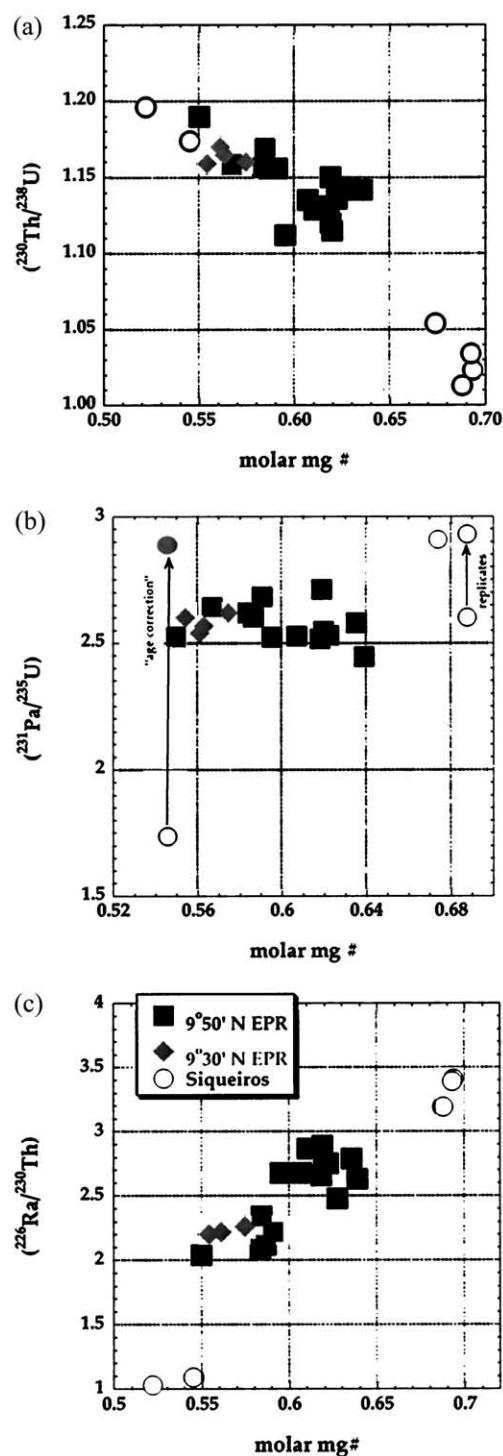 (a)
1.25
1.20
1.15
1.10
1.05
1.00
(²³⁰Th/²³⁸U)
0.50 0.55 0.60 0.65 0.70
molar mg #
(b)
3
2.5
2
1.5
(²³¹Pa/²³⁵U)
"age correction"
replicates
0.52 0.56 0.6 0.64 0.68
molar mg #
(c)
4
3.5
3
2.5
2
1.5
1
(²²⁶Ra/²³⁰Th)
9°50' N EPR
9°30' N EPR
Siqueiros
0.5 0.55 0.6 0.65 0.7
molar mg#